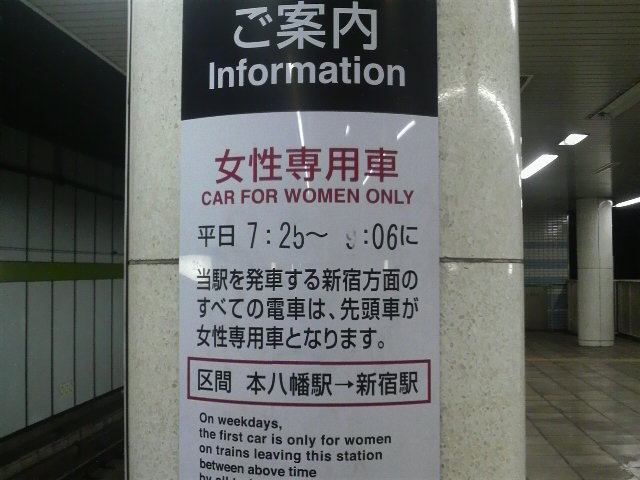 ご案内
Information
女性専用車
CAR FOR WOMEN ONLY
平日 7:25～ 9:06に
当駅を発車する新宿方面の
すべての電車は、先頭車が
女性専用車となります。
区間 本八幡駅→新宿駅
On weekdays,
the first car is only for women
on trains leaving this station
between above time